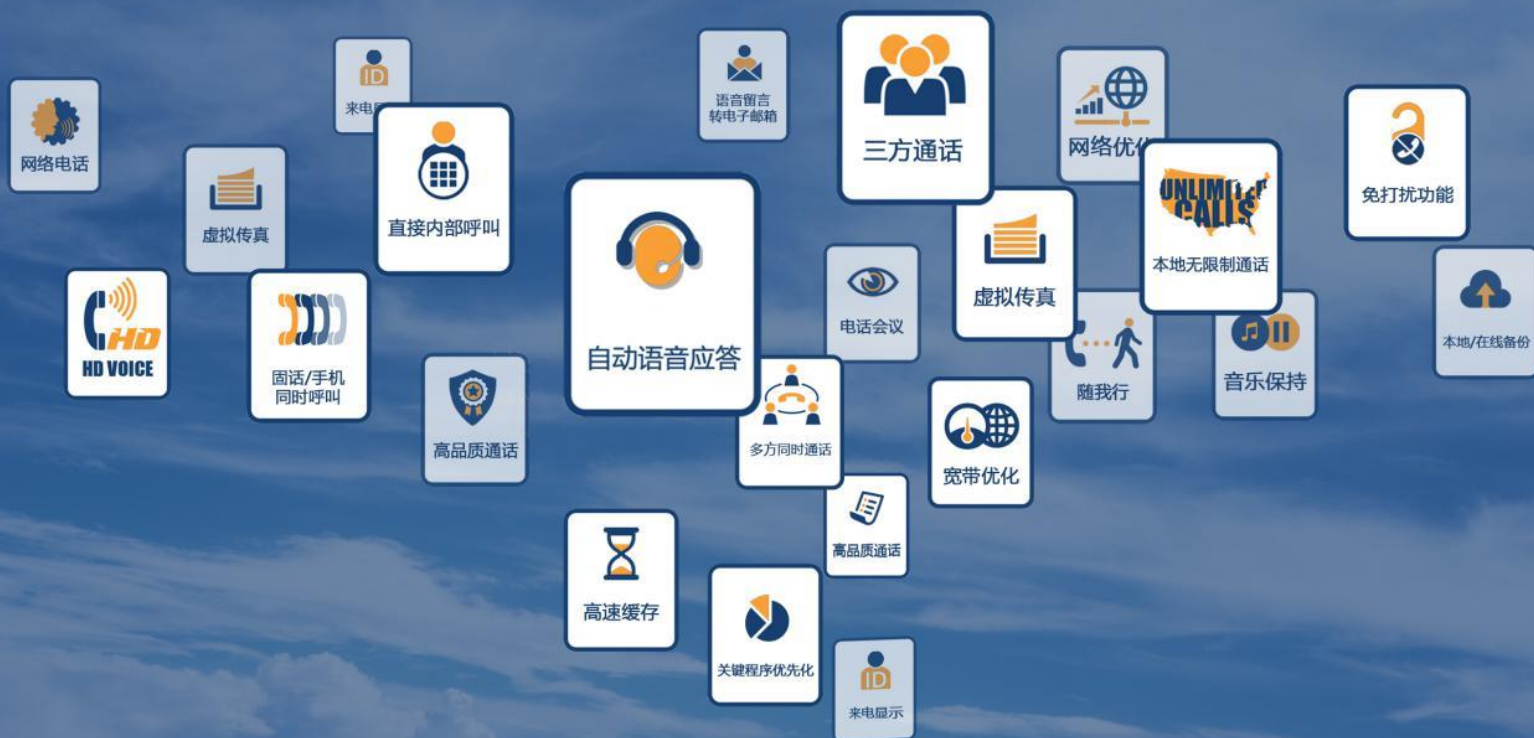 ID
来电显
语音留言
转电子邮箱
三方通话
网络优化
网络电话
虚拟传真
直接内部呼叫
免打扰功能
UNLIMITED
CALLS
本地无限制通话
HD
HD VOICE
固话/手机
同时呼叫
高品质通话
自动语音应答
电话会议
虚拟传真
随我行
音乐保持
本地/在线备份
多方同时通话
宽带优化
高品质通话
高速缓存
关键程序优先化
ID
来电显示